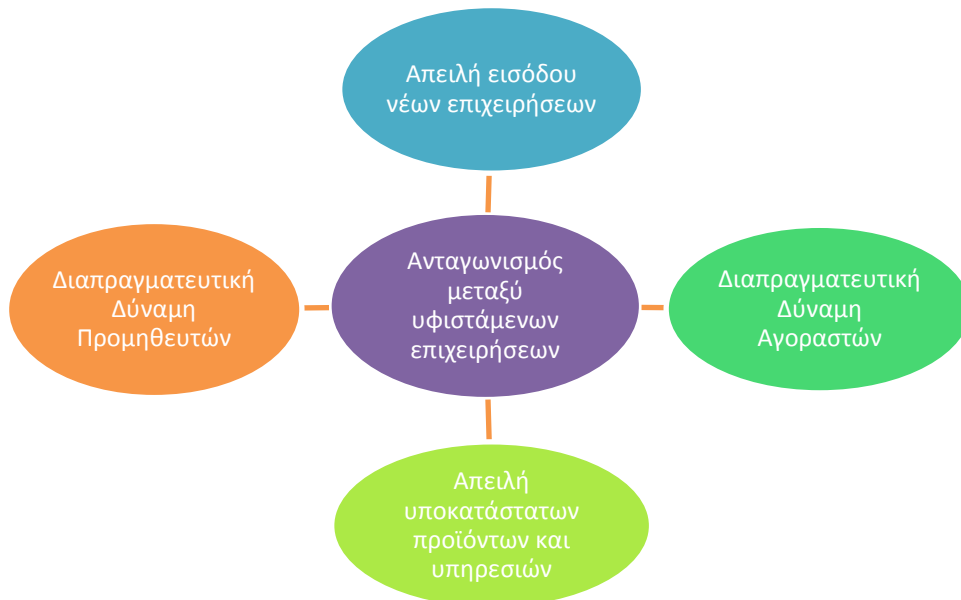 Απειλή εισόδου
νέων επιχειρήσεων
Διαπραγματευτική
Δύναμη
Προμηθευτών
Ανταγωνισμός
μεταξύ
υφιστάμενων
επιχειρήσεων
Διαπραγματευτική
Δύναμη
Αγοραστών
Απειλή
υποκατάστατων
προϊόντων και
υπηρεσιών